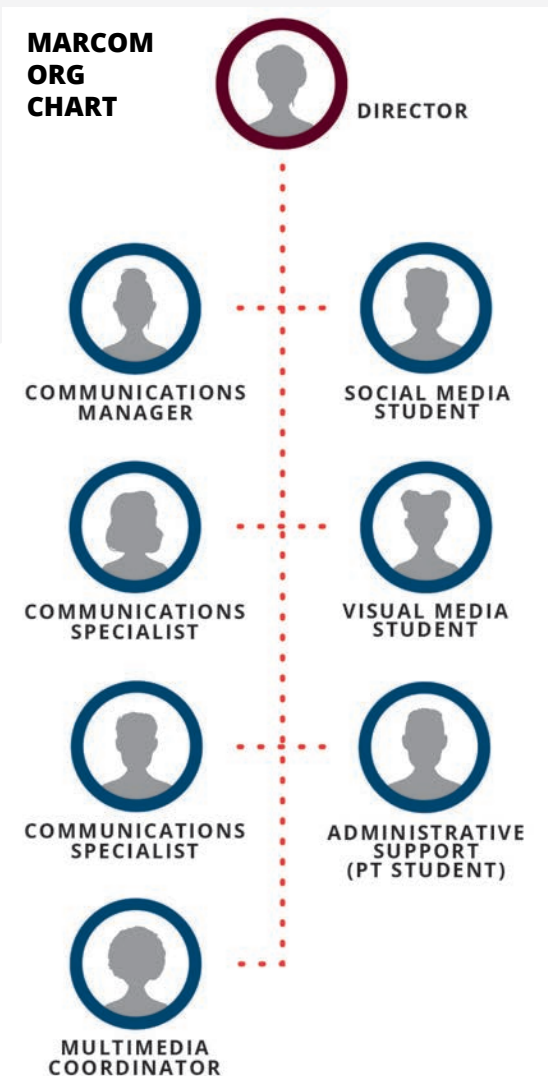 MARCOM
ORG
CHART
DIRECTOR
COMMUNICATIONS
MANAGER
SOCIAL MEDIA
STUDENT
COMMUNICATIONS
SPECIALIST
VISUAL MEDIA
STUDENT
COMMUNICATIONS
SPECIALIST
ADMINISTRATIVE
SUPPORT
(PT STUDENT)
MULTIMEDIA
COORDINATOR